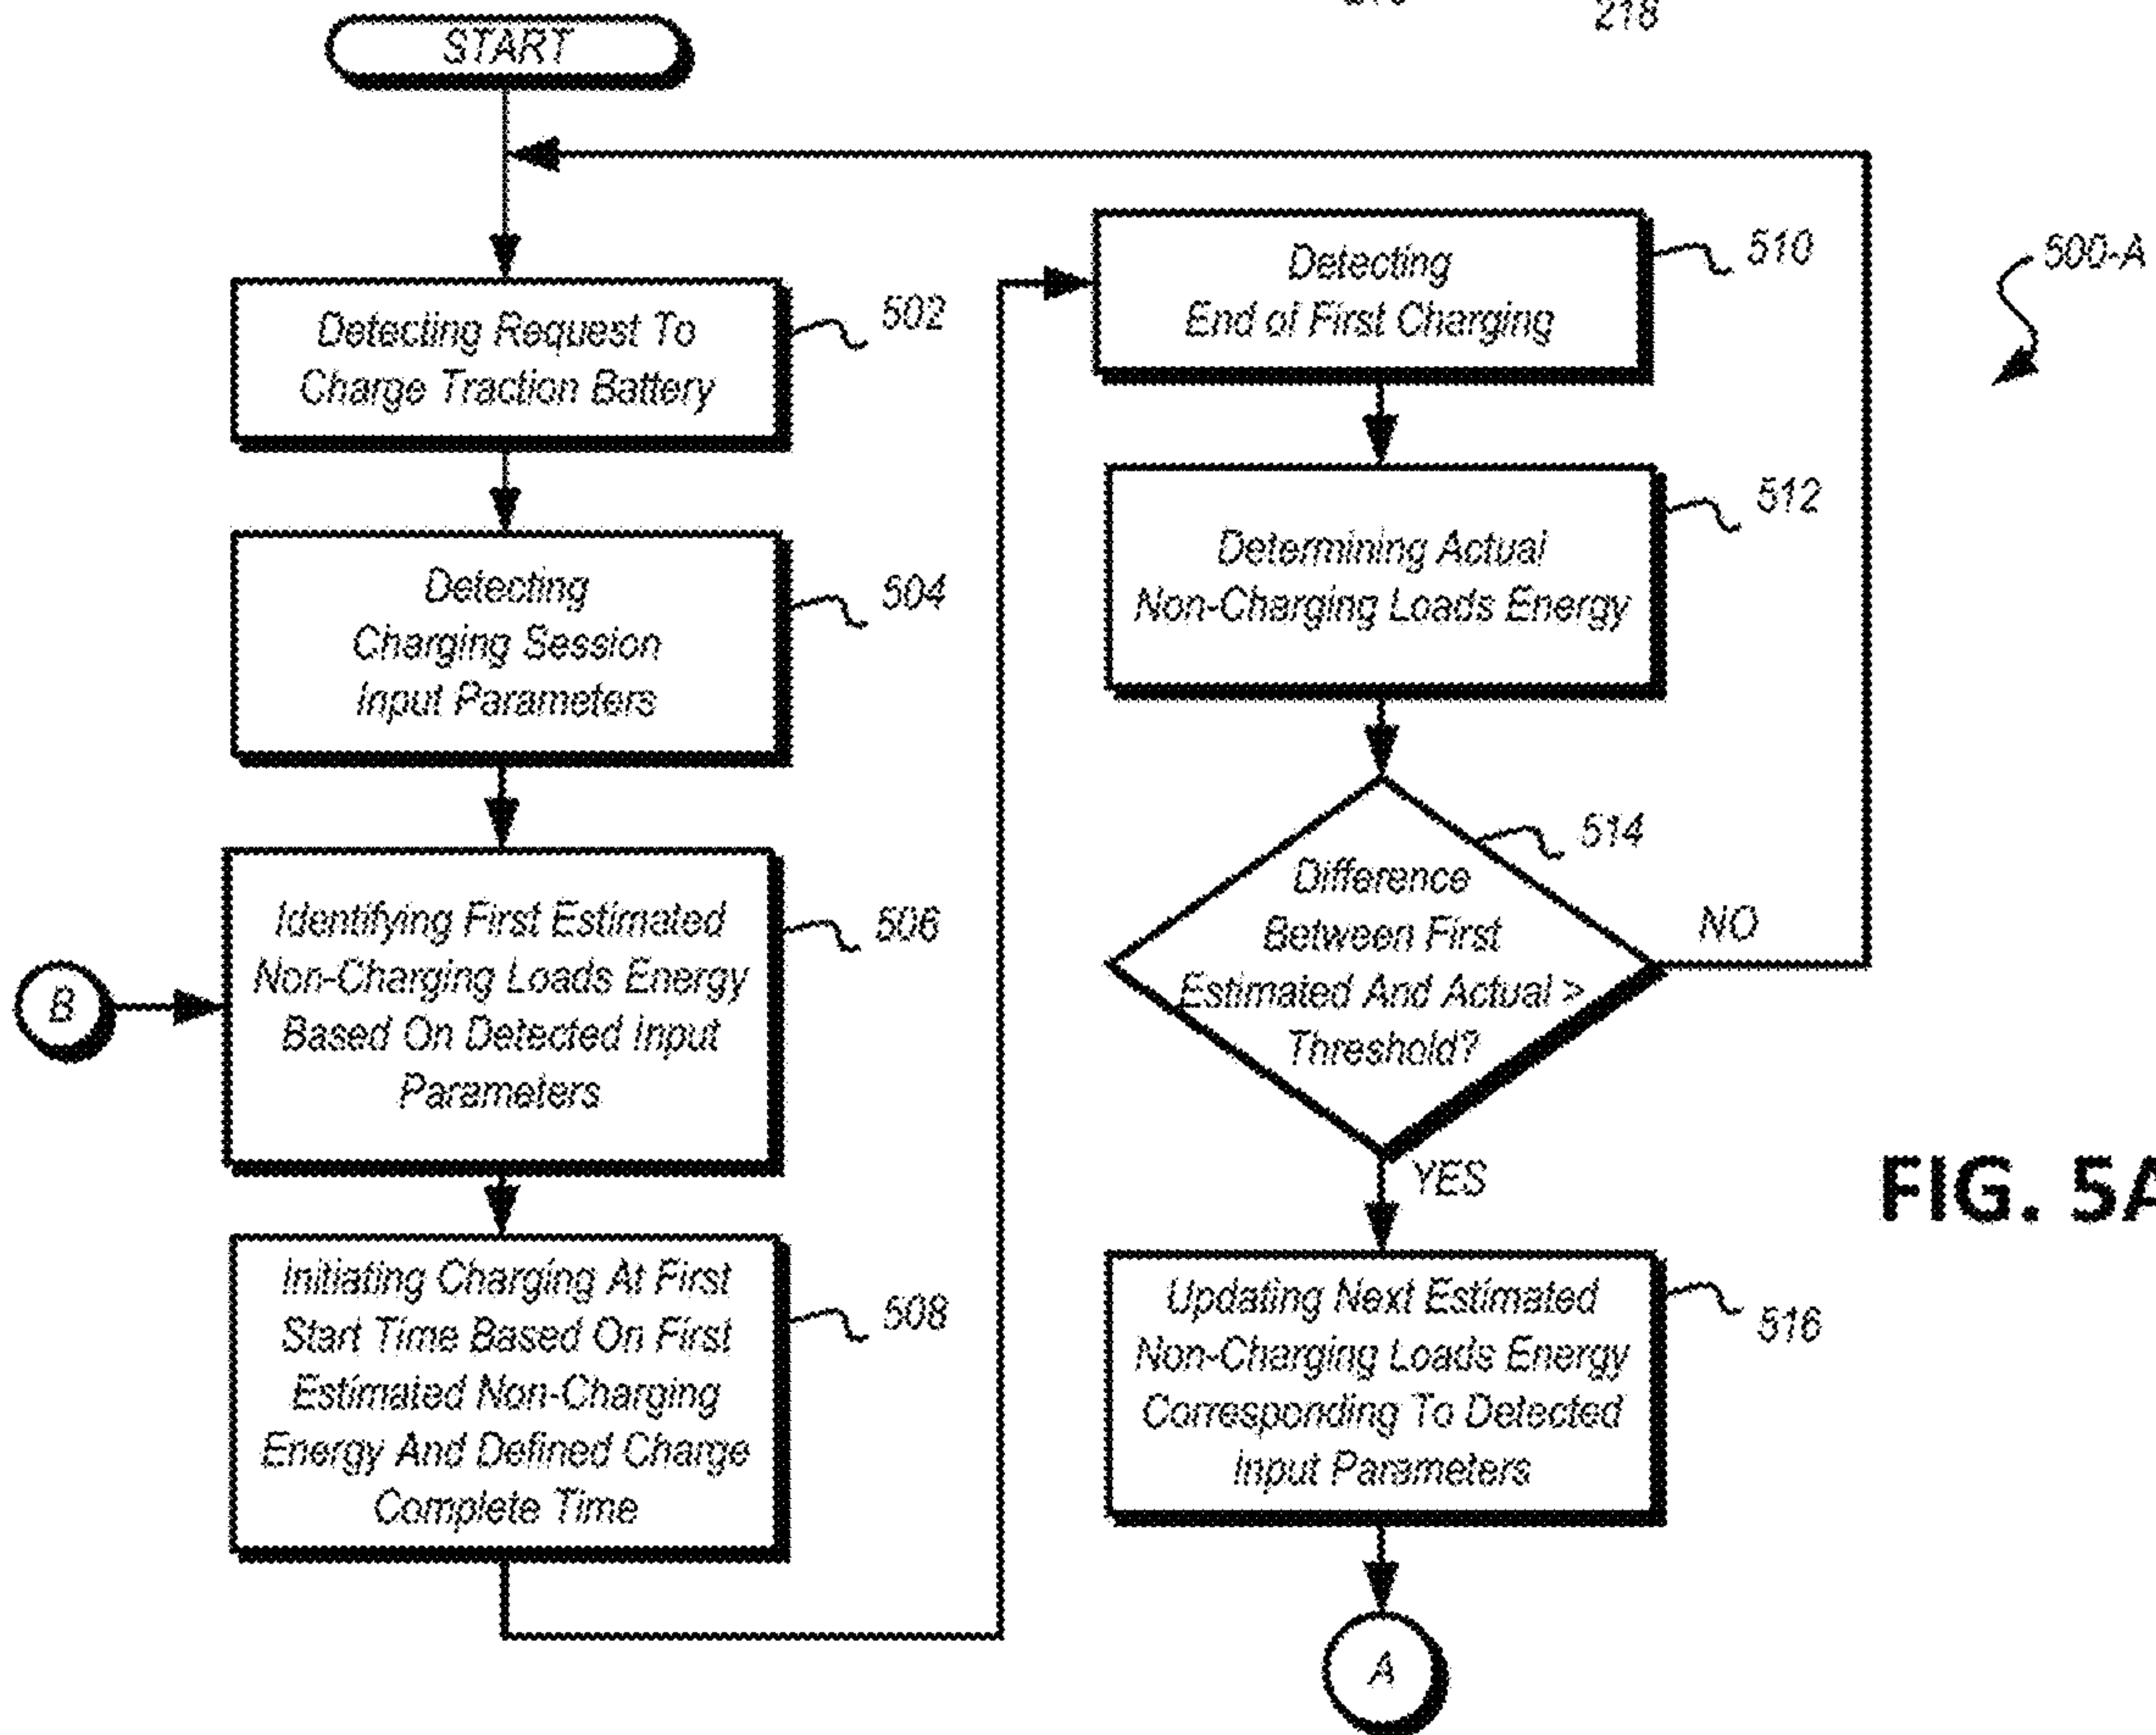 218
START
Detecting Request To
Charge Traction Battery
502
Detecting
Charging Session
Input Parameters
504
B
Identifying First Estimated
Non-Charging Loads Energy
Based On Detected Input
Parameters
506
Initiating Charging At First
Start Time Based On First
Estimated Non-Charging
Energy And Defined Charge
Complete Time
508
Detecting
End of First Charging
510
500-A
Determining Actual
Non-Charging Loads Energy
512
Difference
Between First
Estimated And Actual >
Threshold?
514
NO
YES
Updating Next Estimated
Non-Charging Loads Energy
Corresponding To Detected
Input Parameters
516
A
FIG. 5A